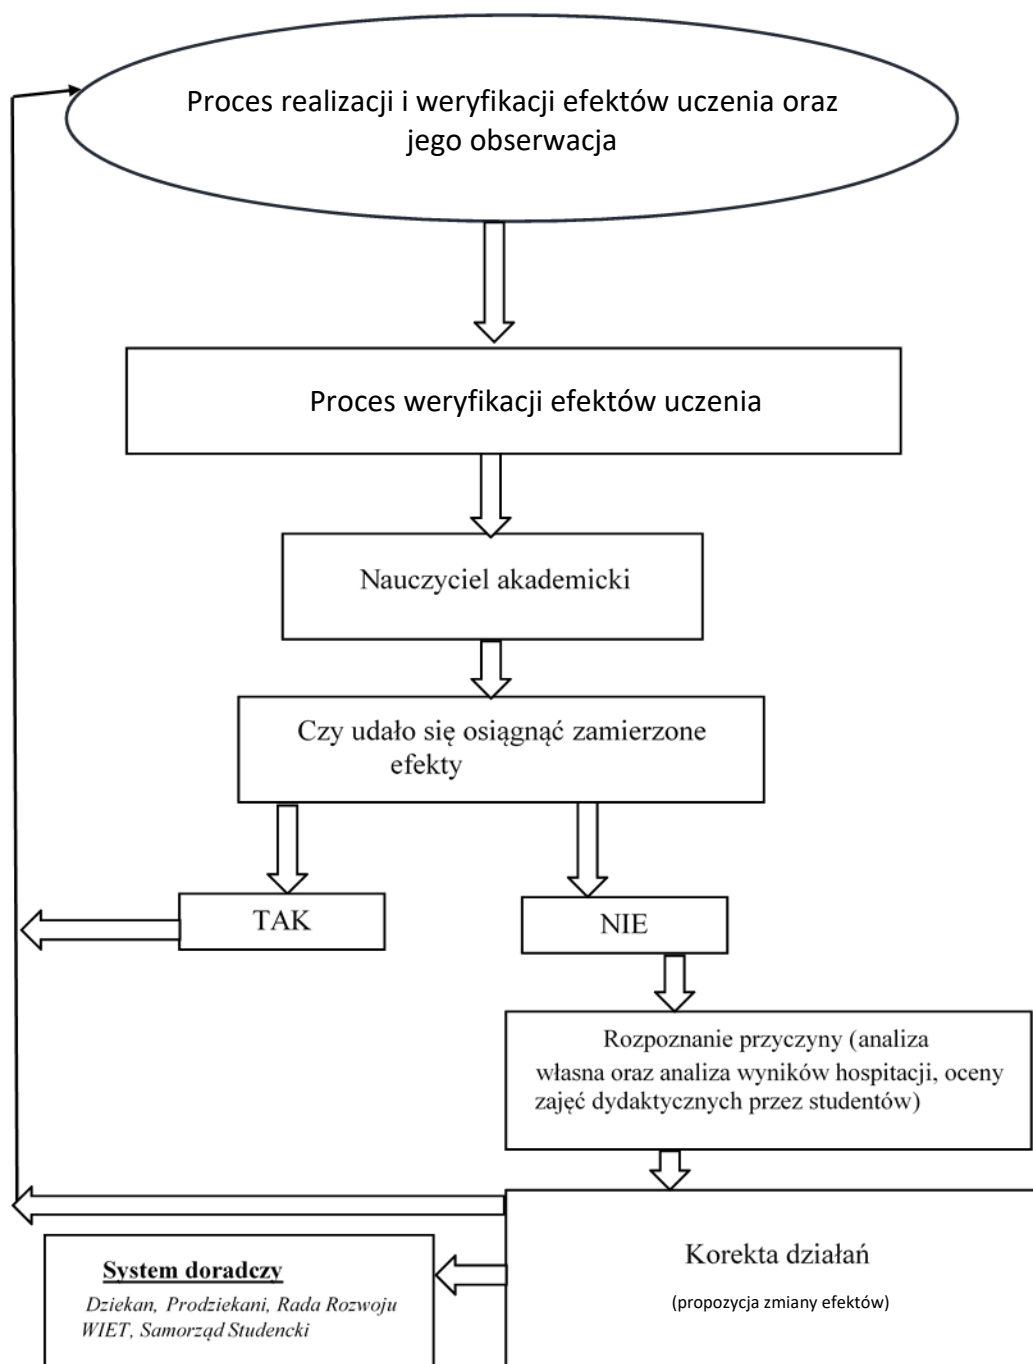 Proces realizacji i weryfikacji efektów uczenia oraz
jego obserwacja
Proces weryfikacji efektów uczenia
Nauczyciel akademicki
Czy udało się osiągnąć zamierzone
efekty
TAK
NIE
Rozpoznanie przyczyny (analiza
własna oraz analiza wyników hospitacji, oceny
zajęć dydaktycznych przez studentów)
Korekta działań
(propozycja zmiany efektów)
System doradczy
Dziekan, Prodziekani, Rada Rozwoju
WIET, Samorząd Studencki